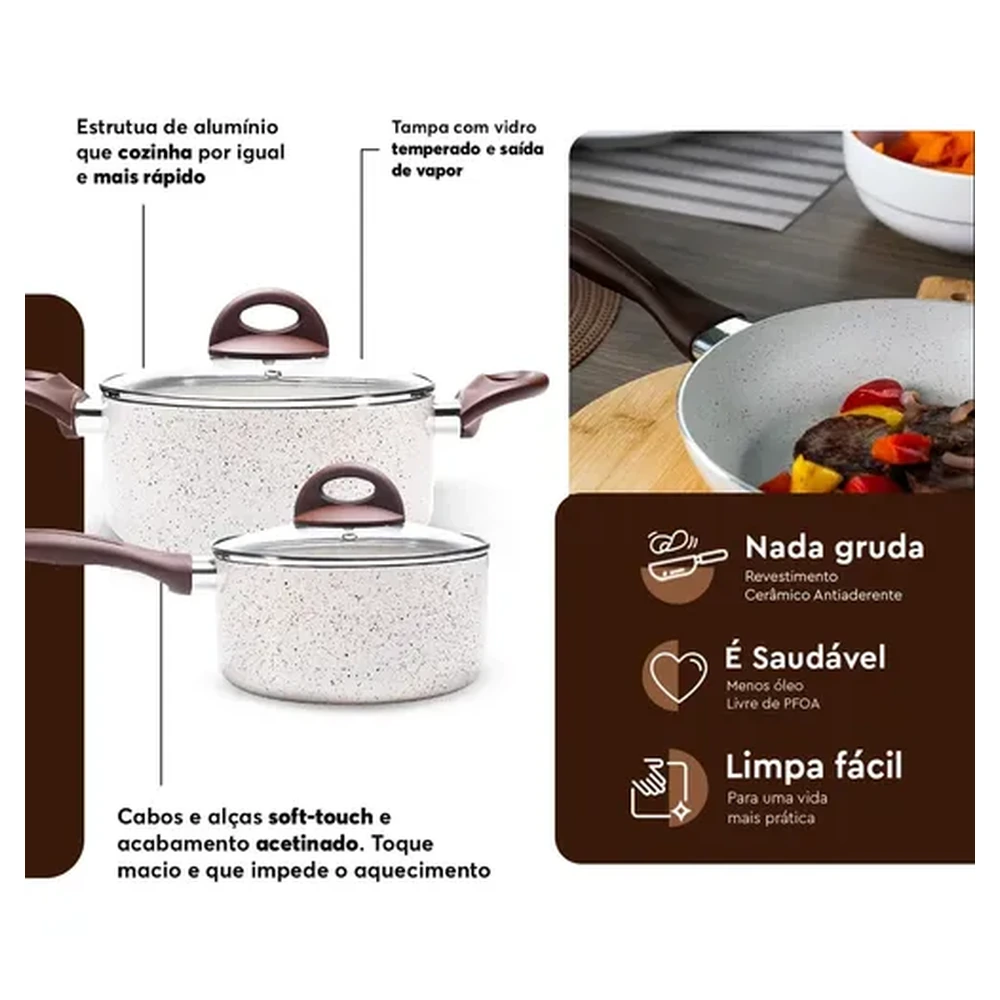 Estrutua de alumínio
que cozinha por igual
e mais rápido
Tampa com vidro
temperado e saída
de vapor
Nada gruda
Revestimento
Cerâmico Antiaderente
É Saudável
Menos óleo
Livre de PFOA
Limpa fácil
Para uma vida
mais prática
Cabos e alças soft-touch e
acabamento acetinado. Toque
macio e que impede o aquecimento